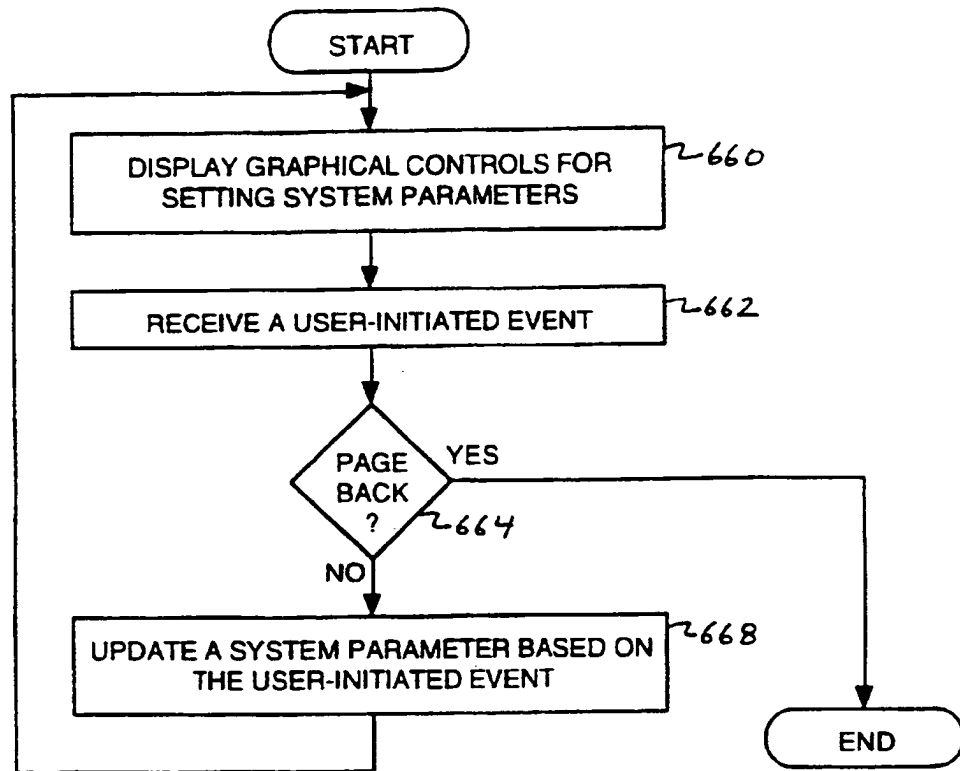 START
DISPLAY GRAPHICAL CONTROLS FOR
SETTING SYSTEM PARAMETERS
660
RECEIVE A USER-INITIATED EVENT
662
PAGE
BACK
?
YES
664
NO
UPDATE A SYSTEM PARAMETER BASED ON
THE USER-INITIATED EVENT
668
END